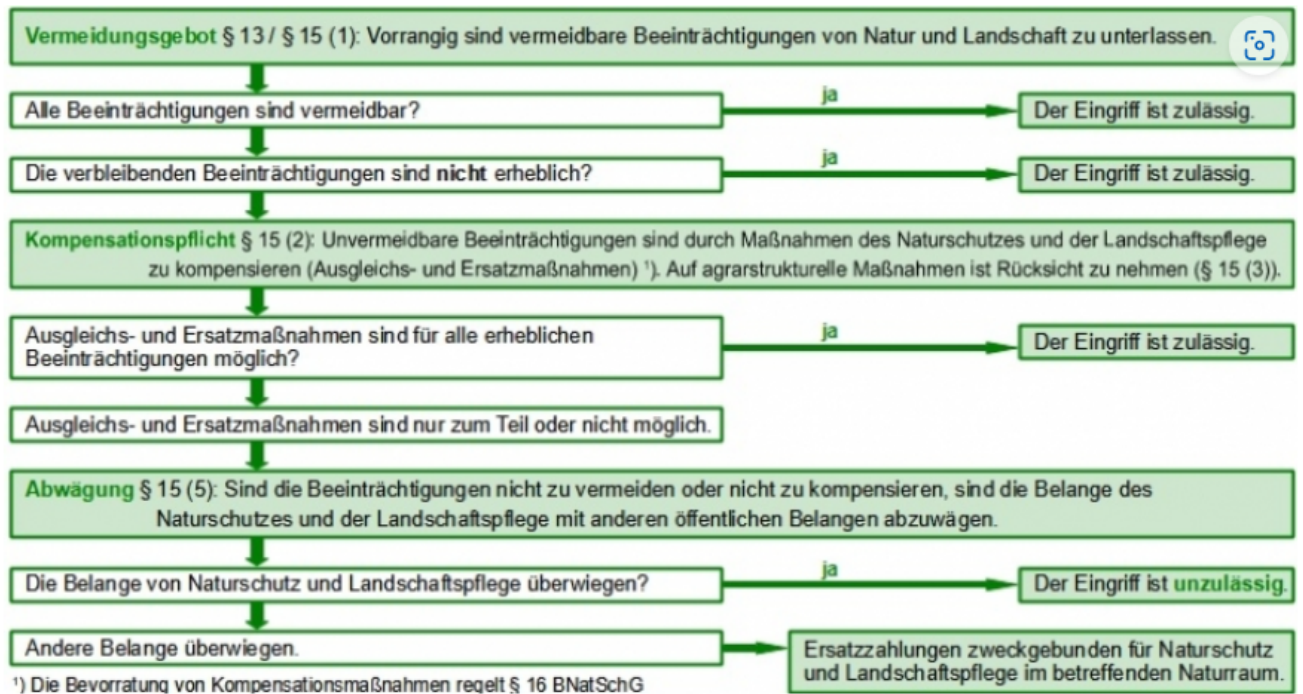 Vermeidungsgebot § 13 / § 15 (1): Vorrangig sind vermeidbare Beeinträchtigungen von Natur und Landschaft zu unterlassen.
Alle Beeinträchtigungen sind vermeidbar?
ja
Der Eingriff ist zulässig.
Die verbleibenden Beeinträchtigungen sind nicht erheblich?
ja
Der Eingriff ist zulässig.
Kompensationspflicht § 15 (2): Unvermeidbare Beeinträchtigungen sind durch Maßnahmen des Naturschutzes und der Landschaftspflege
zu kompensieren (Ausgleichs- und Ersatzmaßnahmen) ¹). Auf agrarstrukturelle Maßnahmen ist Rücksicht zu nehmen (§ 15 (3)).
Ausgleichs- und Ersatzmaßnahmen sind für alle erheblichen
Beeinträchtigungen möglich?
ja
Der Eingriff ist zulässig.
Ausgleichs- und Ersatzmaßnahmen sind nur zum Teil oder nicht möglich.
Abwägung § 15 (5): Sind die Beeinträchtigungen nicht zu vermeiden oder nicht zu kompensieren, sind die Belange des
Naturschutzes und der Landschaftspflege mit anderen öffentlichen Belangen abzuwägen.
Die Belange von Naturschutz und Landschaftspflege überwiegen?
ja
Der Eingriff ist unzulässig.
Andere Belange überwiegen.
Ersatzzahlungen zweckgebunden für Naturschutz
und Landschaftspflege im betreffenden Naturraum.
¹) Die Bevorratung von Kompensationsmaßnahmen regelt § 16 BNatSchG